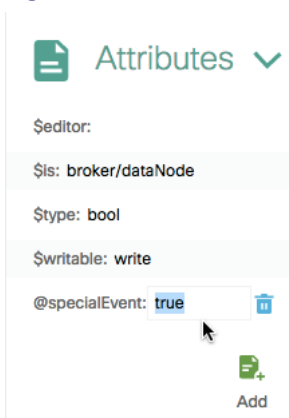 Attributes
$editor:
$is: broker/dataNode
$type: bool
$writable: write
@specialEvent: true
Add